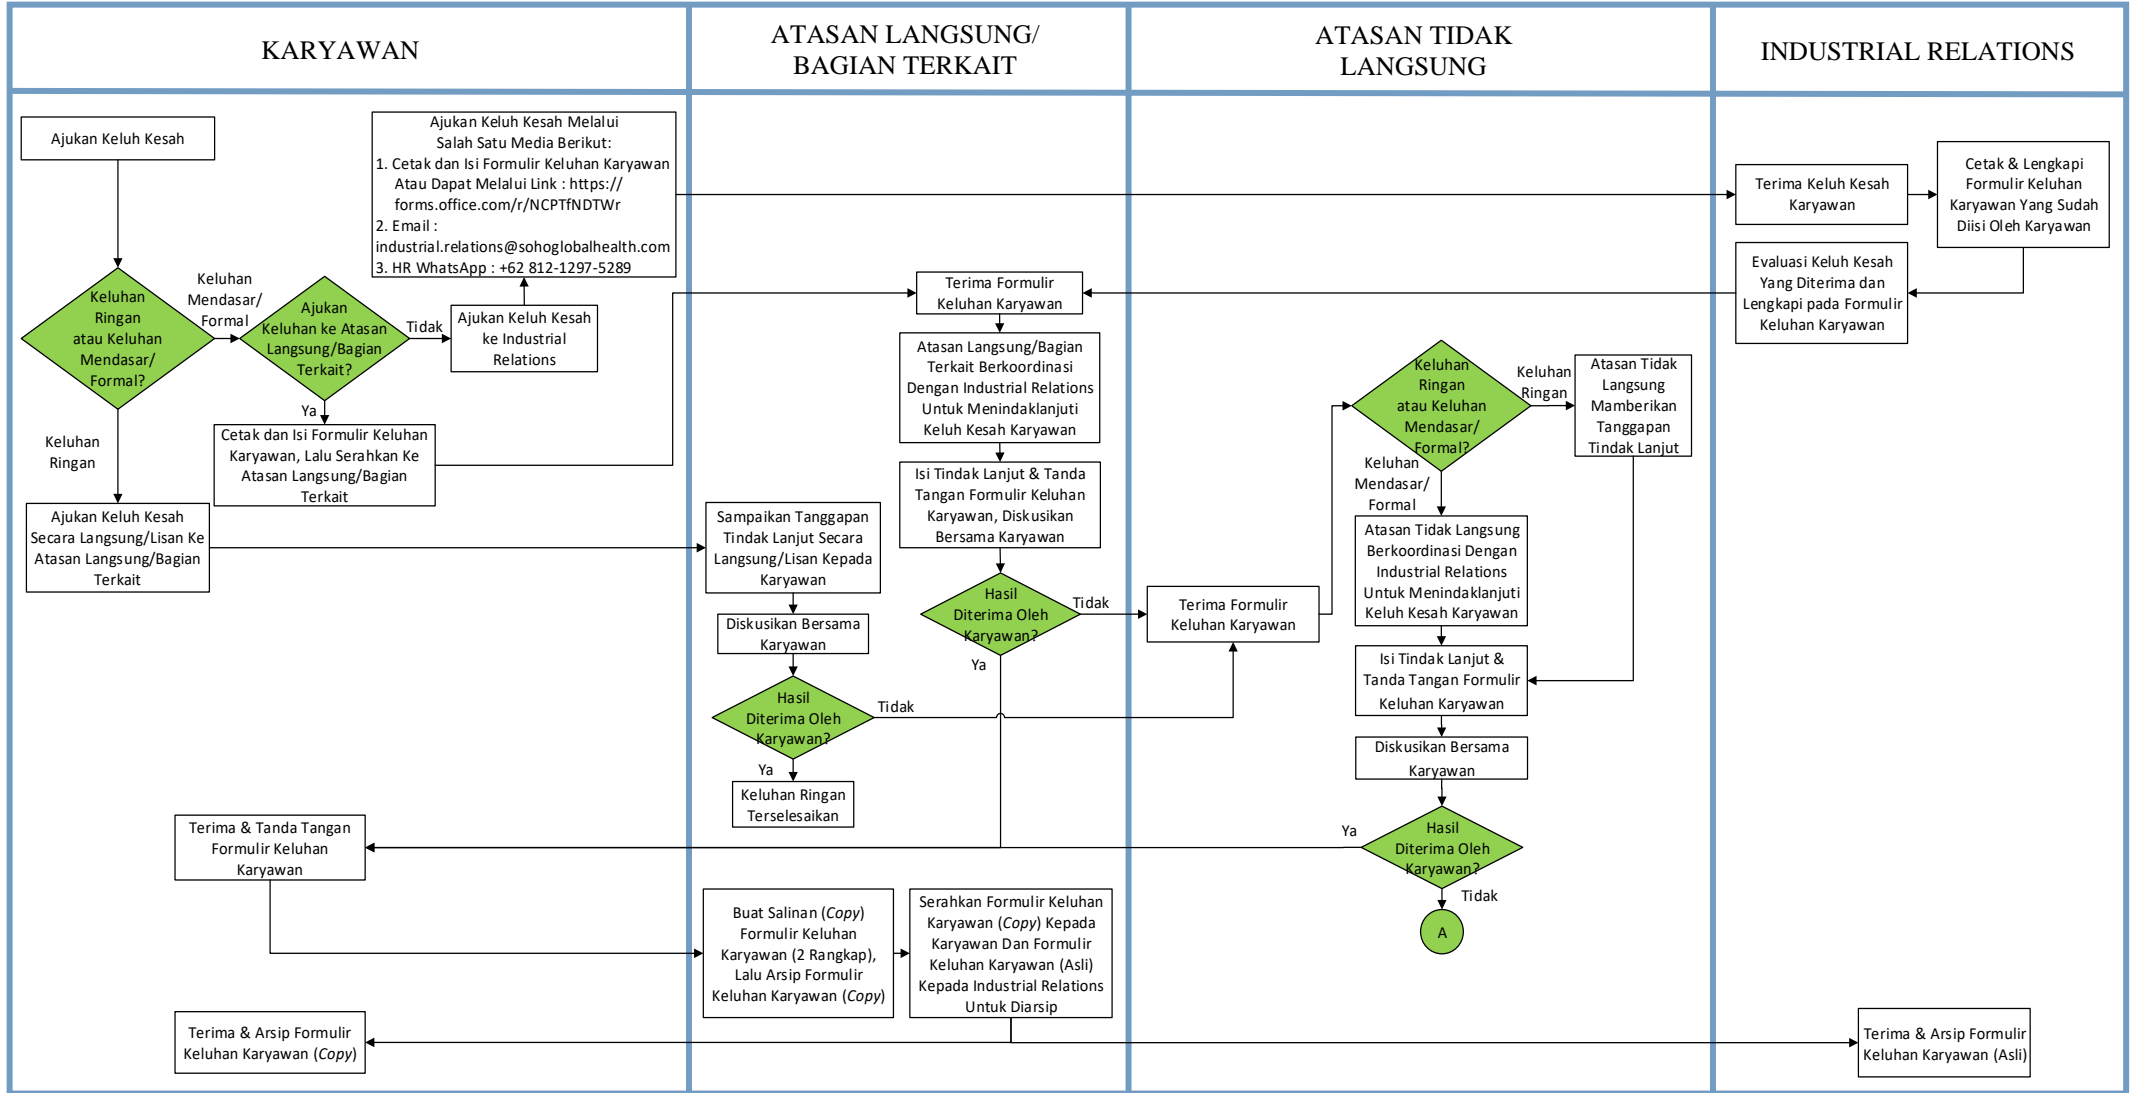 KARYAWAN
ATASAN LANGSUNG/
BAGIAN TERKAIT
ATASAN TIDAK
LANGSUNG
INDUSTRIAL RELATIONS
Ajukan Keluh Kesah
Keluhan
Ringan
atau Keluhan
Mendasar/
Formal?
Keluhan
Mendasar/
Formal
Keluhan
Ringan
Ajukan
Keluhan ke Atasan
Langsung/Bagian
Terkait?
Tidak
Ya
Ajukan Keluh Kesah
ke Industrial
Relations
Ajukan Keluh Kesah Melalui
Salah Satu Media Berikut:
1. Cetak dan Isi Formulir Keluhan Karyawan
Atau Dapat Melalui Link : https://
forms.office.com/r/NCPTfNDTWr
2. Email :
industrial.relations@sohoglobalhealth.com
3. HR WhatsApp : +62 812-1297-5289
Cetak dan Isi Formulir Keluhan
Karyawan, Lalu Serahkan Ke
Atasan Langsung/Bagian
Terkait
Ajukan Keluh Kesah
Secara Langsung/Lisan Ke
Atasan Langsung/Bagian
Terkait
Terima & Tanda Tangan
Formulir Keluhan
Karyawan
Terima & Arsip Formulir
Keluhan Karyawan (Copy)
Terima Formulir
Keluhan Karyawan
Atasan Langsung/Bagian
Terkait Berkoordinasi
Dengan Industrial Relations
Untuk Menindaklanjuti
Keluh Kesah Karyawan
Isi Tindak Lanjut & Tanda
Tangan Formulir Keluhan
Karyawan, Diskusikan
Bersama Karyawan
Hasil
Diterima Oleh
Karyawan?
Tidak
Ya
Sampaikan Tanggapan
Tindak Lanjut Secara
Langsung/Lisan Kepada
Karyawan
Diskusikan Bersama
Karyawan
Hasil
Diterima Oleh
Karyawan?
Tidak
Ya
Keluhan Ringan
Terselesaikan
Buat Salinan (Copy)
Formulir Keluhan
Karyawan (2 Rangkap),
Lalu Arsip Formulir
Keluhan Karyawan (Copy)
Serahkan Formulir Keluhan
Karyawan (Copy) Kepada
Karyawan Dan Formulir
Keluhan Karyawan (Asli)
Kepada Industrial Relations
Untuk Diarsip
Terima Formulir
Keluhan Karyawan
Keluhan
Ringan
atau Keluhan
Mendasar/
Formal?
Keluhan
Ringan
Atasan Tidak
Langsung
Mamberikan
Tanggapan
Tindak Lanjut
Keluhan
Mendasar/
Formal
Atasan Tidak Langsung
Berkoordinasi Dengan
Industrial Relations
Untuk Menindaklanjuti
Keluh Kesah Karyawan
Isi Tindak Lanjut &
Tanda Tangan Formulir
Keluhan Karyawan
Diskusikan Bersama
Karyawan
Hasil
Diterima Oleh
Karyawan?
Ya
Tidak
A
Terima Keluh Kesah
Karyawan
Cetak & Lengkapi
Formulir Keluhan
Karyawan Yang Sudah
Diisi Oleh Karyawan
Evaluasi Keluh Kesah
Yang Diterima dan
Lengkapi pada Formulir
Keluhan Karyawan
Terima & Arsip Formulir
Keluhan Karyawan (Asli)